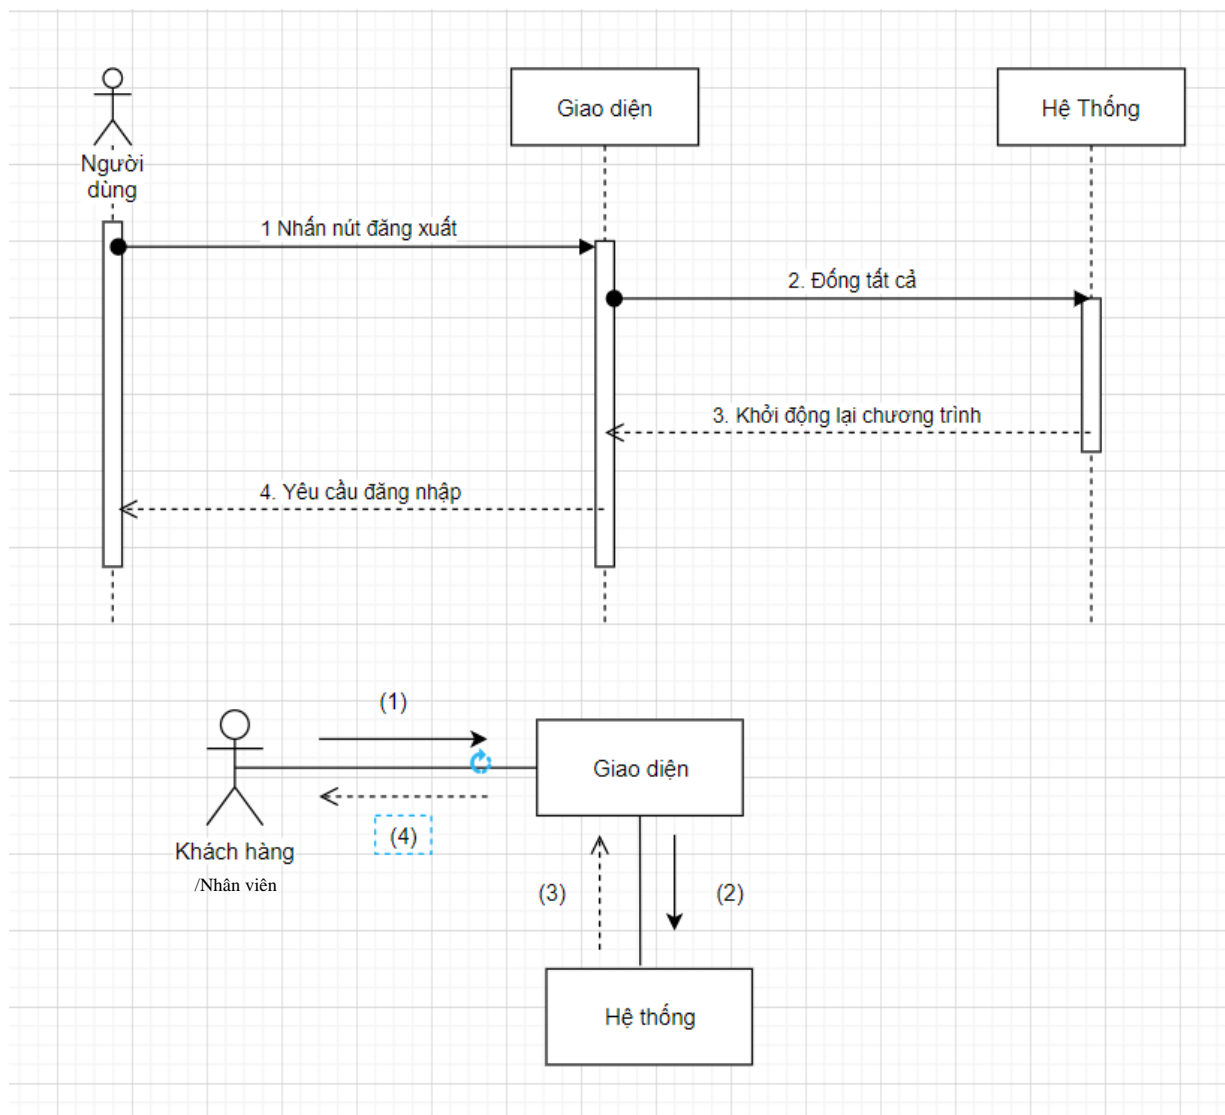 Người
dùng
Giao diện
Hệ Thống
1 Nhấn nút đăng xuất
2. Đống tất cả
3. Khởi động lại chương trình
4. Yêu cầu đăng nhập
(1)
Giao diện
(4)
Khách hàng
/Nhân viên
(3)
(2)
Hệ thống